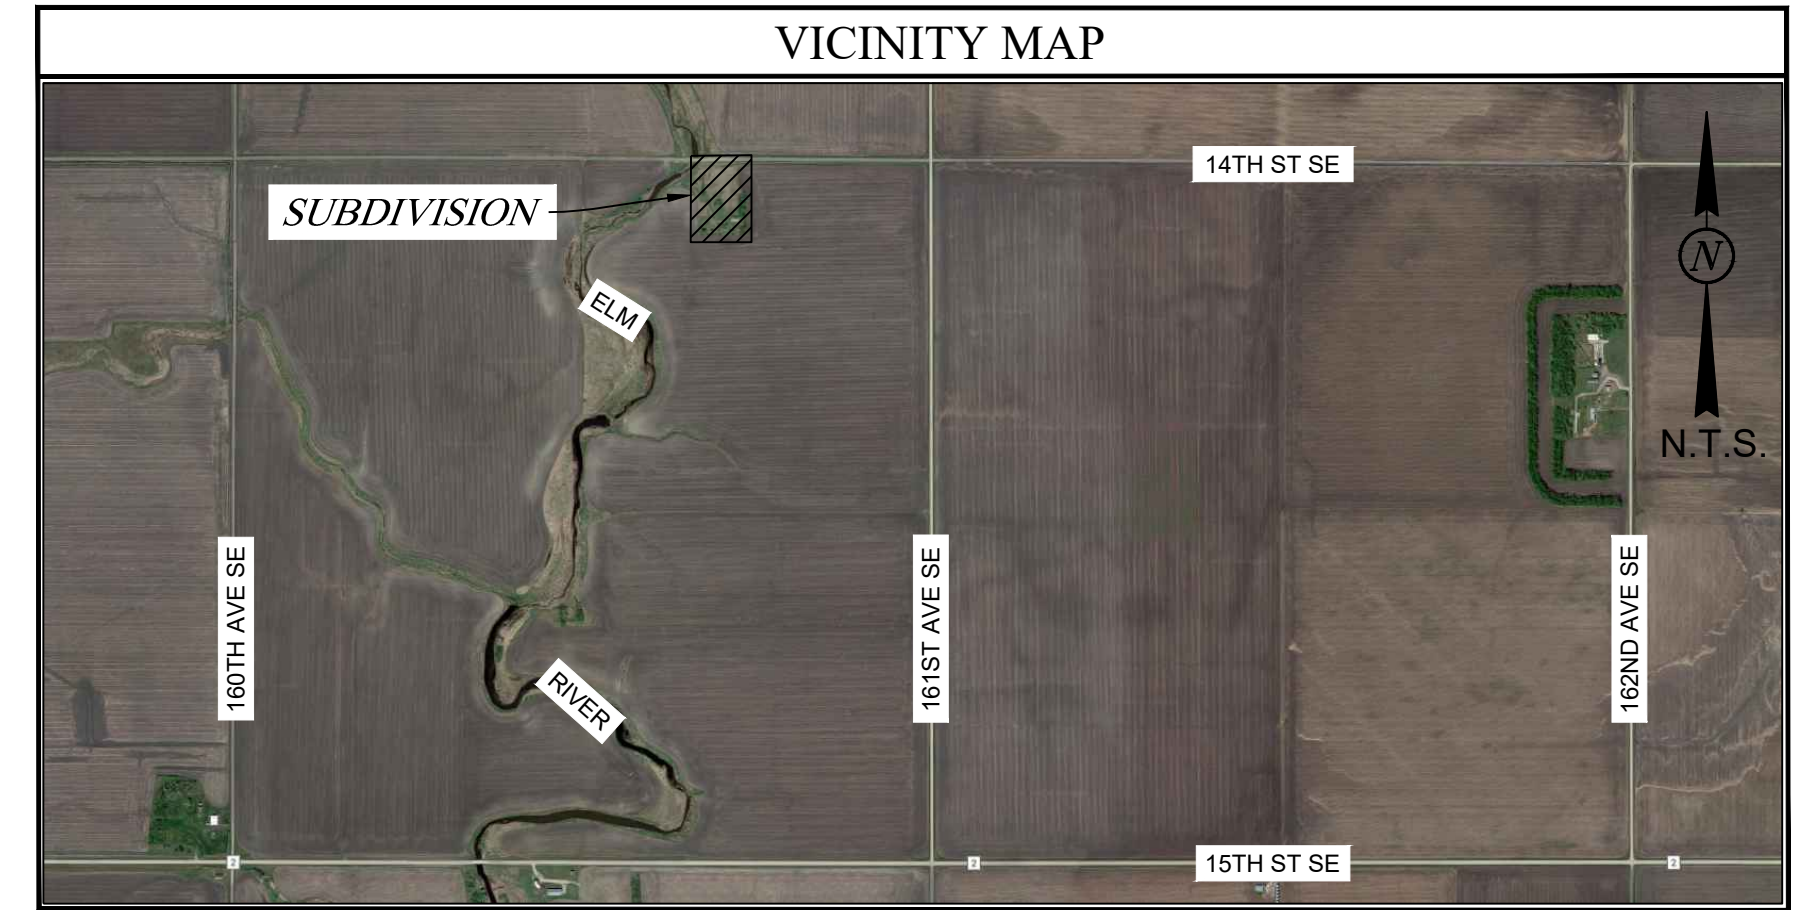 VICINITY MAP
14TH ST SE
SUBDIVISION
N
ELM
N.T.S.
160TH AVE SE
161ST AVE SE
162ND AVE SE
RIVER
2
2
15TH ST SE
2